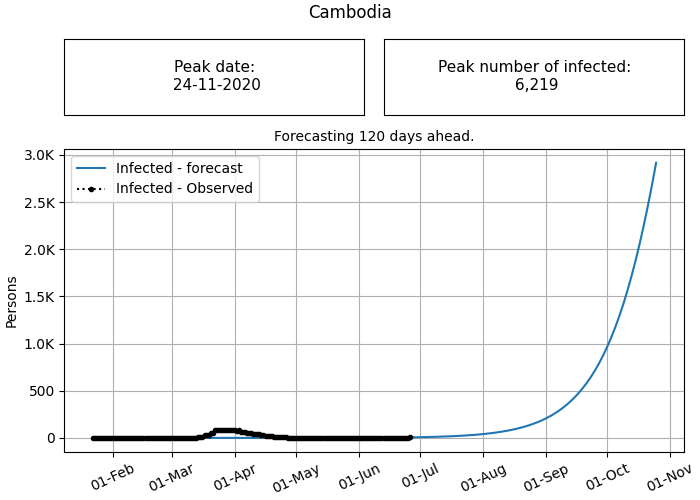 Cambodia
Peak date:
24-11-2020
Peak number of infected:
6,219
Forecasting 120 days ahead.
Infected - forecast
Infected - Observed
3.0K
2.5K
2.0K
1.5K
1.0K
500
0
Persons
01-Feb
01-Mar
01-Apr
01-May
01-Jun
01-Jul
01-Aug
01-Sep
01-Oct
01-Nov